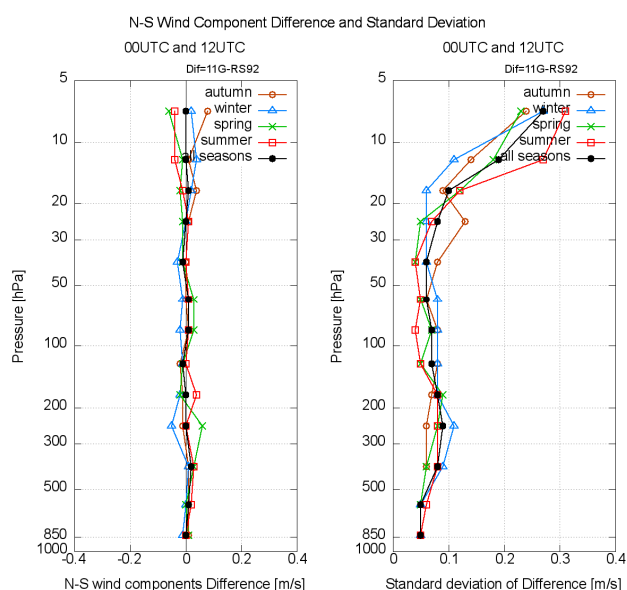 N-S Wind Component Difference and Standard Deviation
00UTC and 12UTC
Dif=11G-RS92
autumn
winter
spring
summer
all seasons
5
10
20
30
50
100
200
300
500
850
1000
Pressure [hPa]
-0.4 -0.2 0 0.2 0.4
N-S wind components Difference [m/s]
00UTC and 12UTC
Dif=11G-RS92
autumn
winter
spring
summer
all seasons
5
10
20
30
50
100
200
300
500
850
1000
Pressure [hPa]
0 0.1 0.2 0.3 0.4
Standard deviation of Difference [m/s]